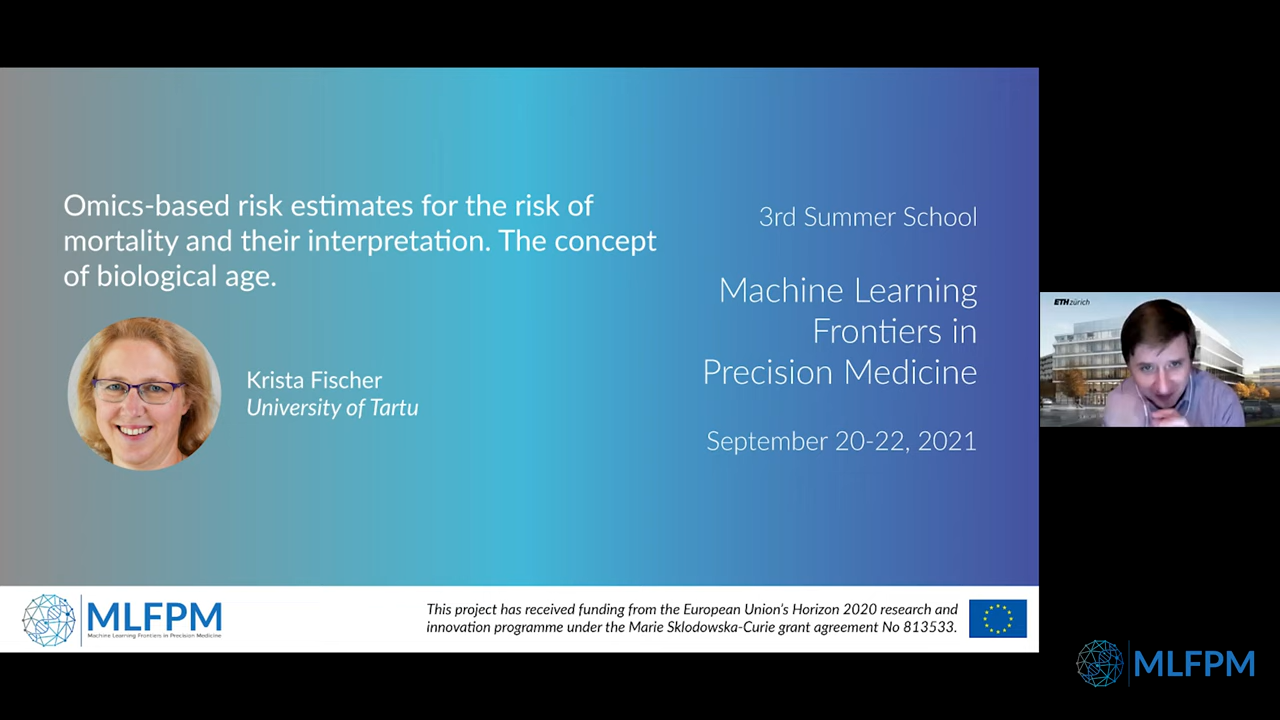 Omics-based risk estimates for the risk of
mortality and their interpretation. The concept
of biological age.
Krista Fischer
University of Tartu
3rd Summer School
Machine Learning
Frontiers in
Precision Medicine
September 20-22, 2021
ETH zürich
MLFPM
Machine Learning Frontiers in Precision Medicine
This project has received funding from the European Union's Horizon 2020 research and
innovation programme under the Marie Sklodowska-Curie grant agreement No 813533.
MLFPM